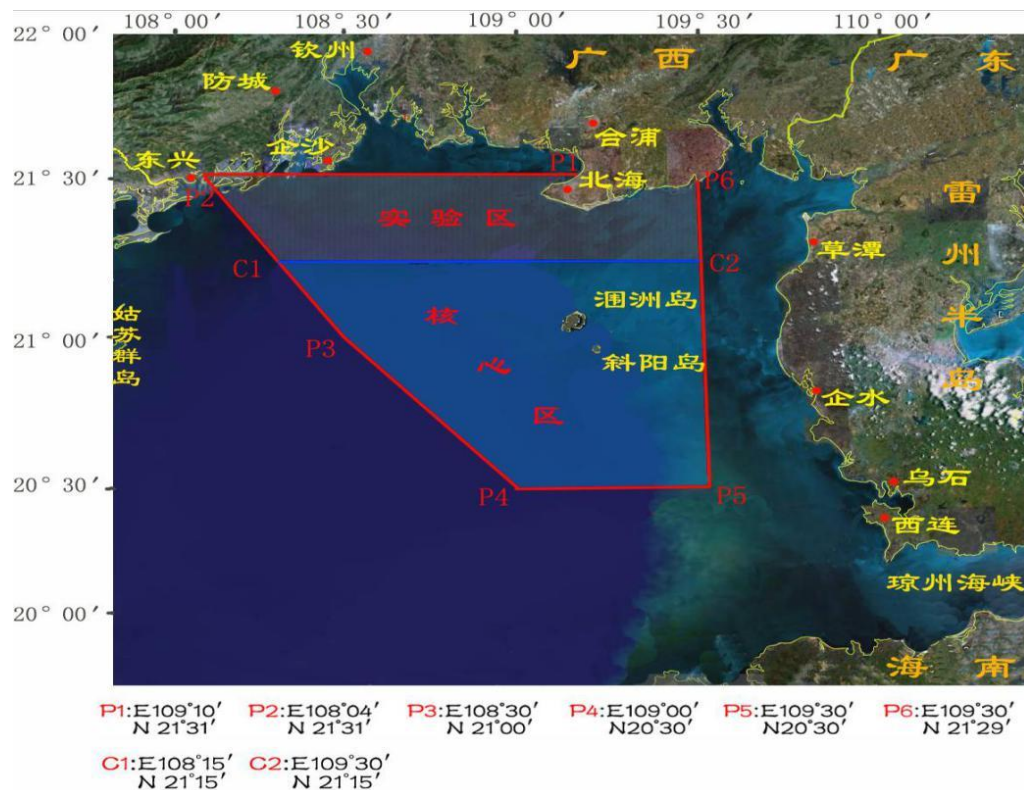 108° 00′ 108° 30′ 109° 00′ 109° 30′ 110° 00′
22° 00′
钦州
广 西
广 东
防城
合浦
企沙
东兴
P1
21° 30′
北海
P6
P2
雷
实 验 区
草潭
C1
C2
州
涠洲岛
姑苏群岛
核
半
21° 00′
P3
斜阳岛
心
岛
企水
区
乌石
20° 30′
P4
P5
西连
琼州海峡
20° 00′
海 南
P1:E109°10′ P2:E108°04′ P3:E108°30′ P4:E109°00′ P5:E109°30′ P6:E109°30′
N 21°31′ N 21°31′ N 21°00′ N20°30′ N20°30′ N 21°29′
C1:E108°15′ C2:E109°30′
N 21°15′ N 21°15′